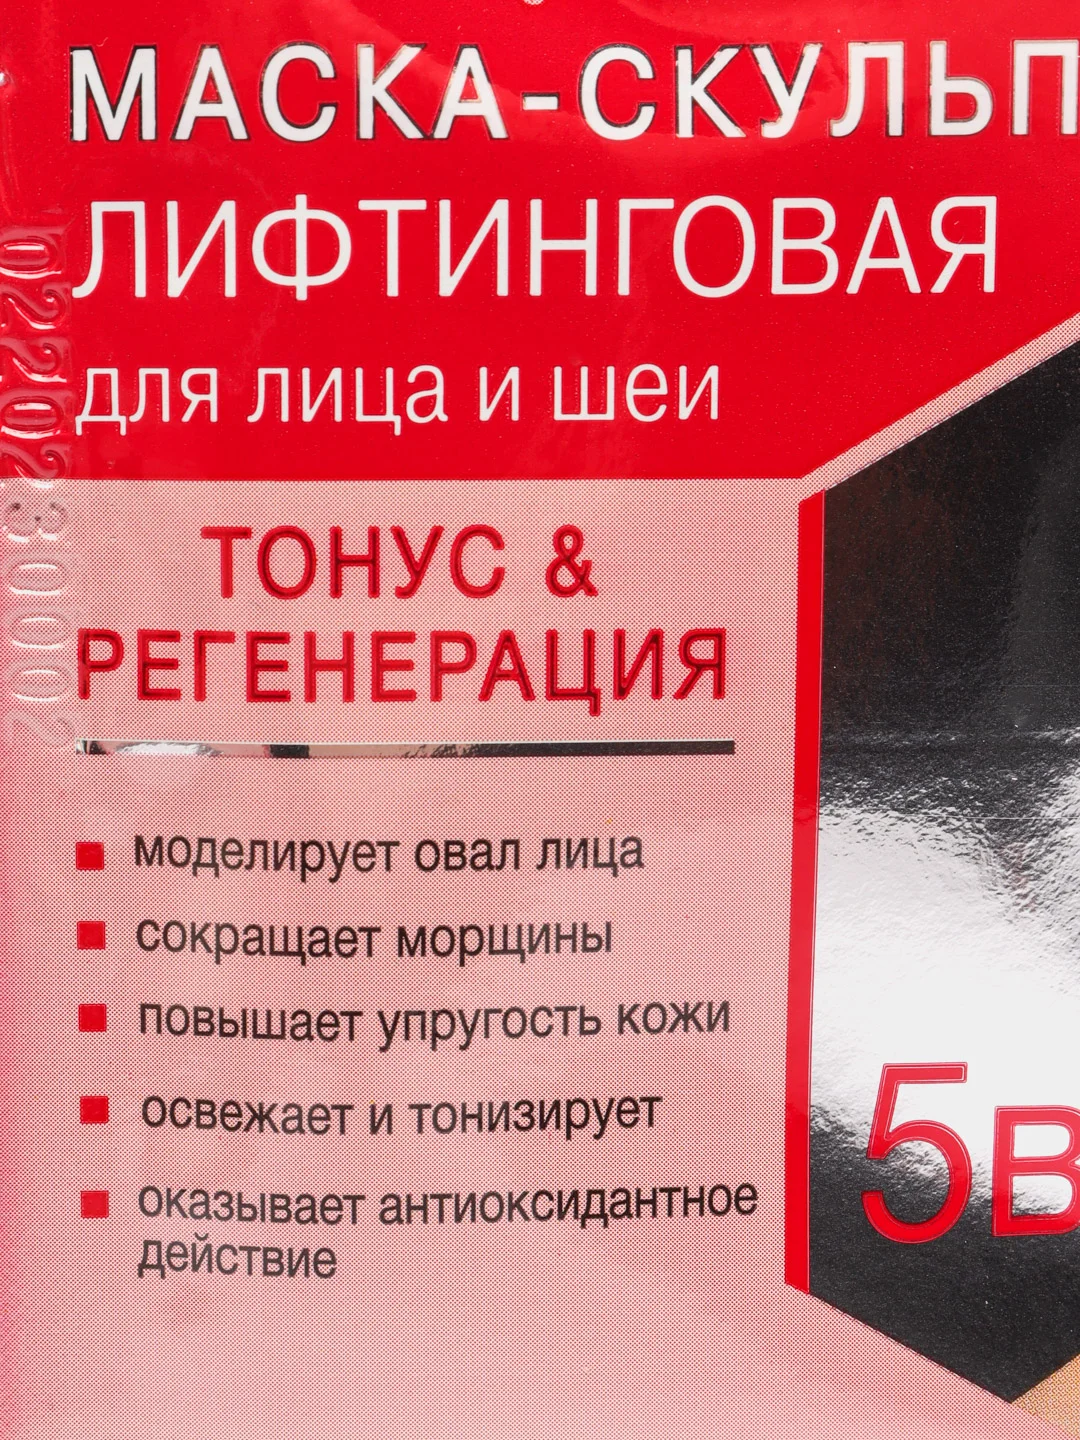 МАСКА-СКУЛЬП
ЛИФТИНГОВАЯ
для лица и шеи
ТОНУС &
РЕГЕНЕРАЦИЯ
моделирует овал лица
сокращает морщины
повышает упругость кожи
освежает и тонизирует
оказывает антиоксидантное
действие
5В